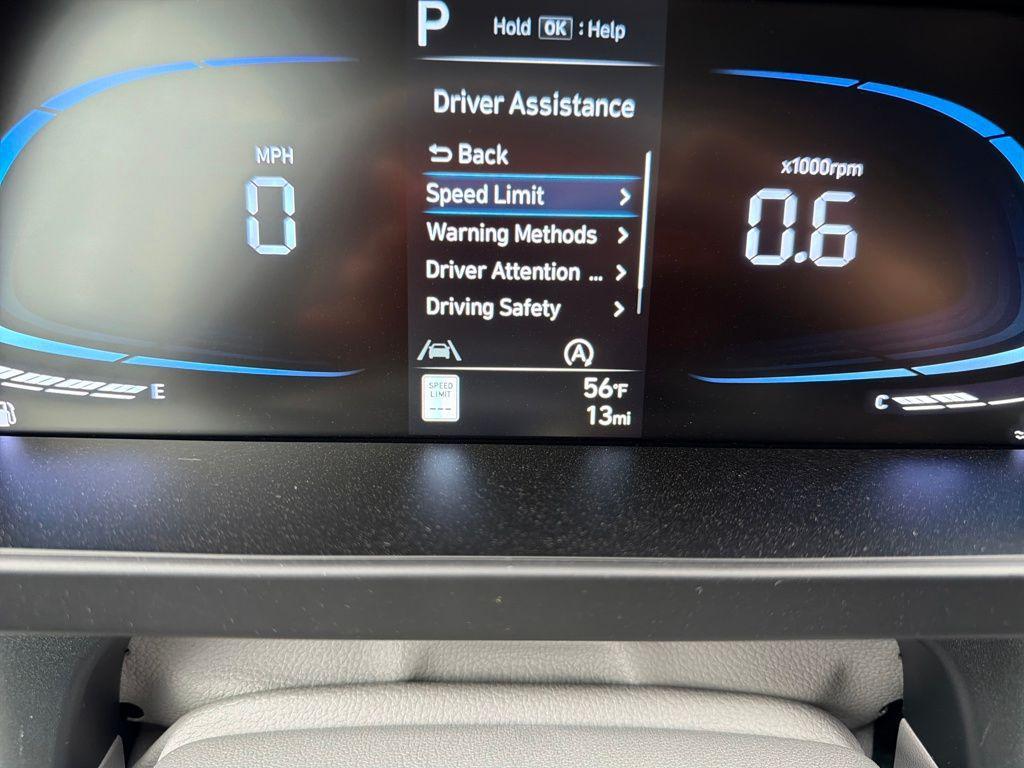 P
Hold OK : Help
Driver Assistance
Back
Speed Limit
Warning Methods
Driver Attention ...
Driving Safety
MPH
0
x1000rpm
0.6
A
E
SPEED
LIMIT
---
56°F
13mi
C